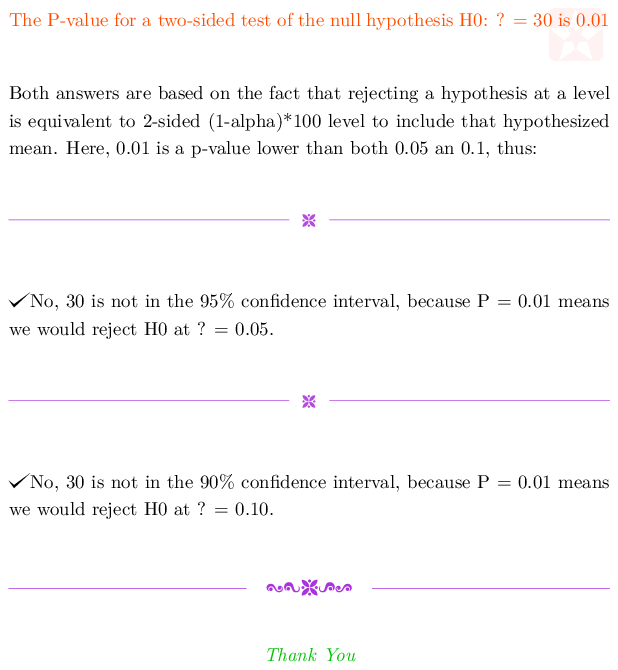 The P-value for a two-sided test of the null hypothesis H0: ? = 30 is 0.01
Both answers are based on the fact that rejecting a hypothesis at a level
is equivalent to 2-sided (1-alpha)*100 level to include that hypothesized
mean. Here, 0.01 is a p-value lower than both 0.05 an 0.1, thus:
✓No, 30 is not in the 95% confidence interval, because P = 0.01 means
we would reject H0 at ? = 0.05.
✓No, 30 is not in the 90% confidence interval, because P = 0.01 means
we would reject H0 at ? = 0.10.
Thank You